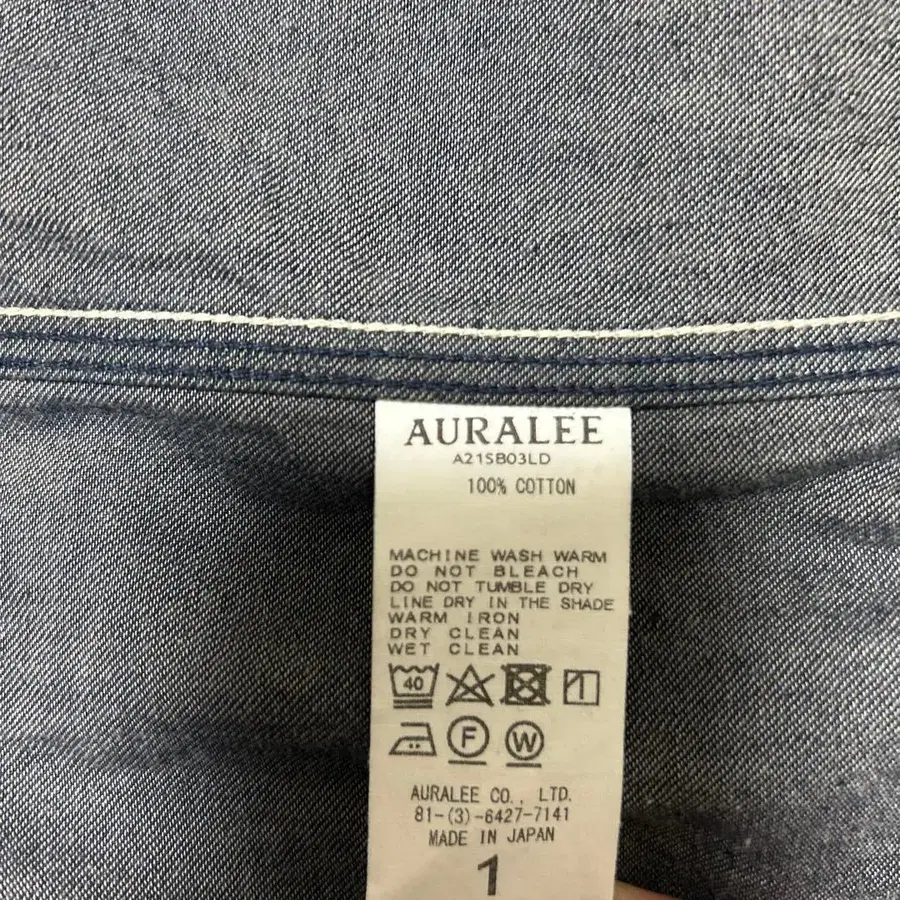 AURALEE
A21SB03LD
100% COTTON
MACHINE WASH WARM
DO NOT BLEACH
DO NOT TUMBLE DRY
LINE DRY IN THE SHADE
WARM IRON
DRY CLEAN
WET CLEAN
40
F W
AURALEE CO., LTD.
81-(3)-6427-7141
MADE IN JAPAN
1